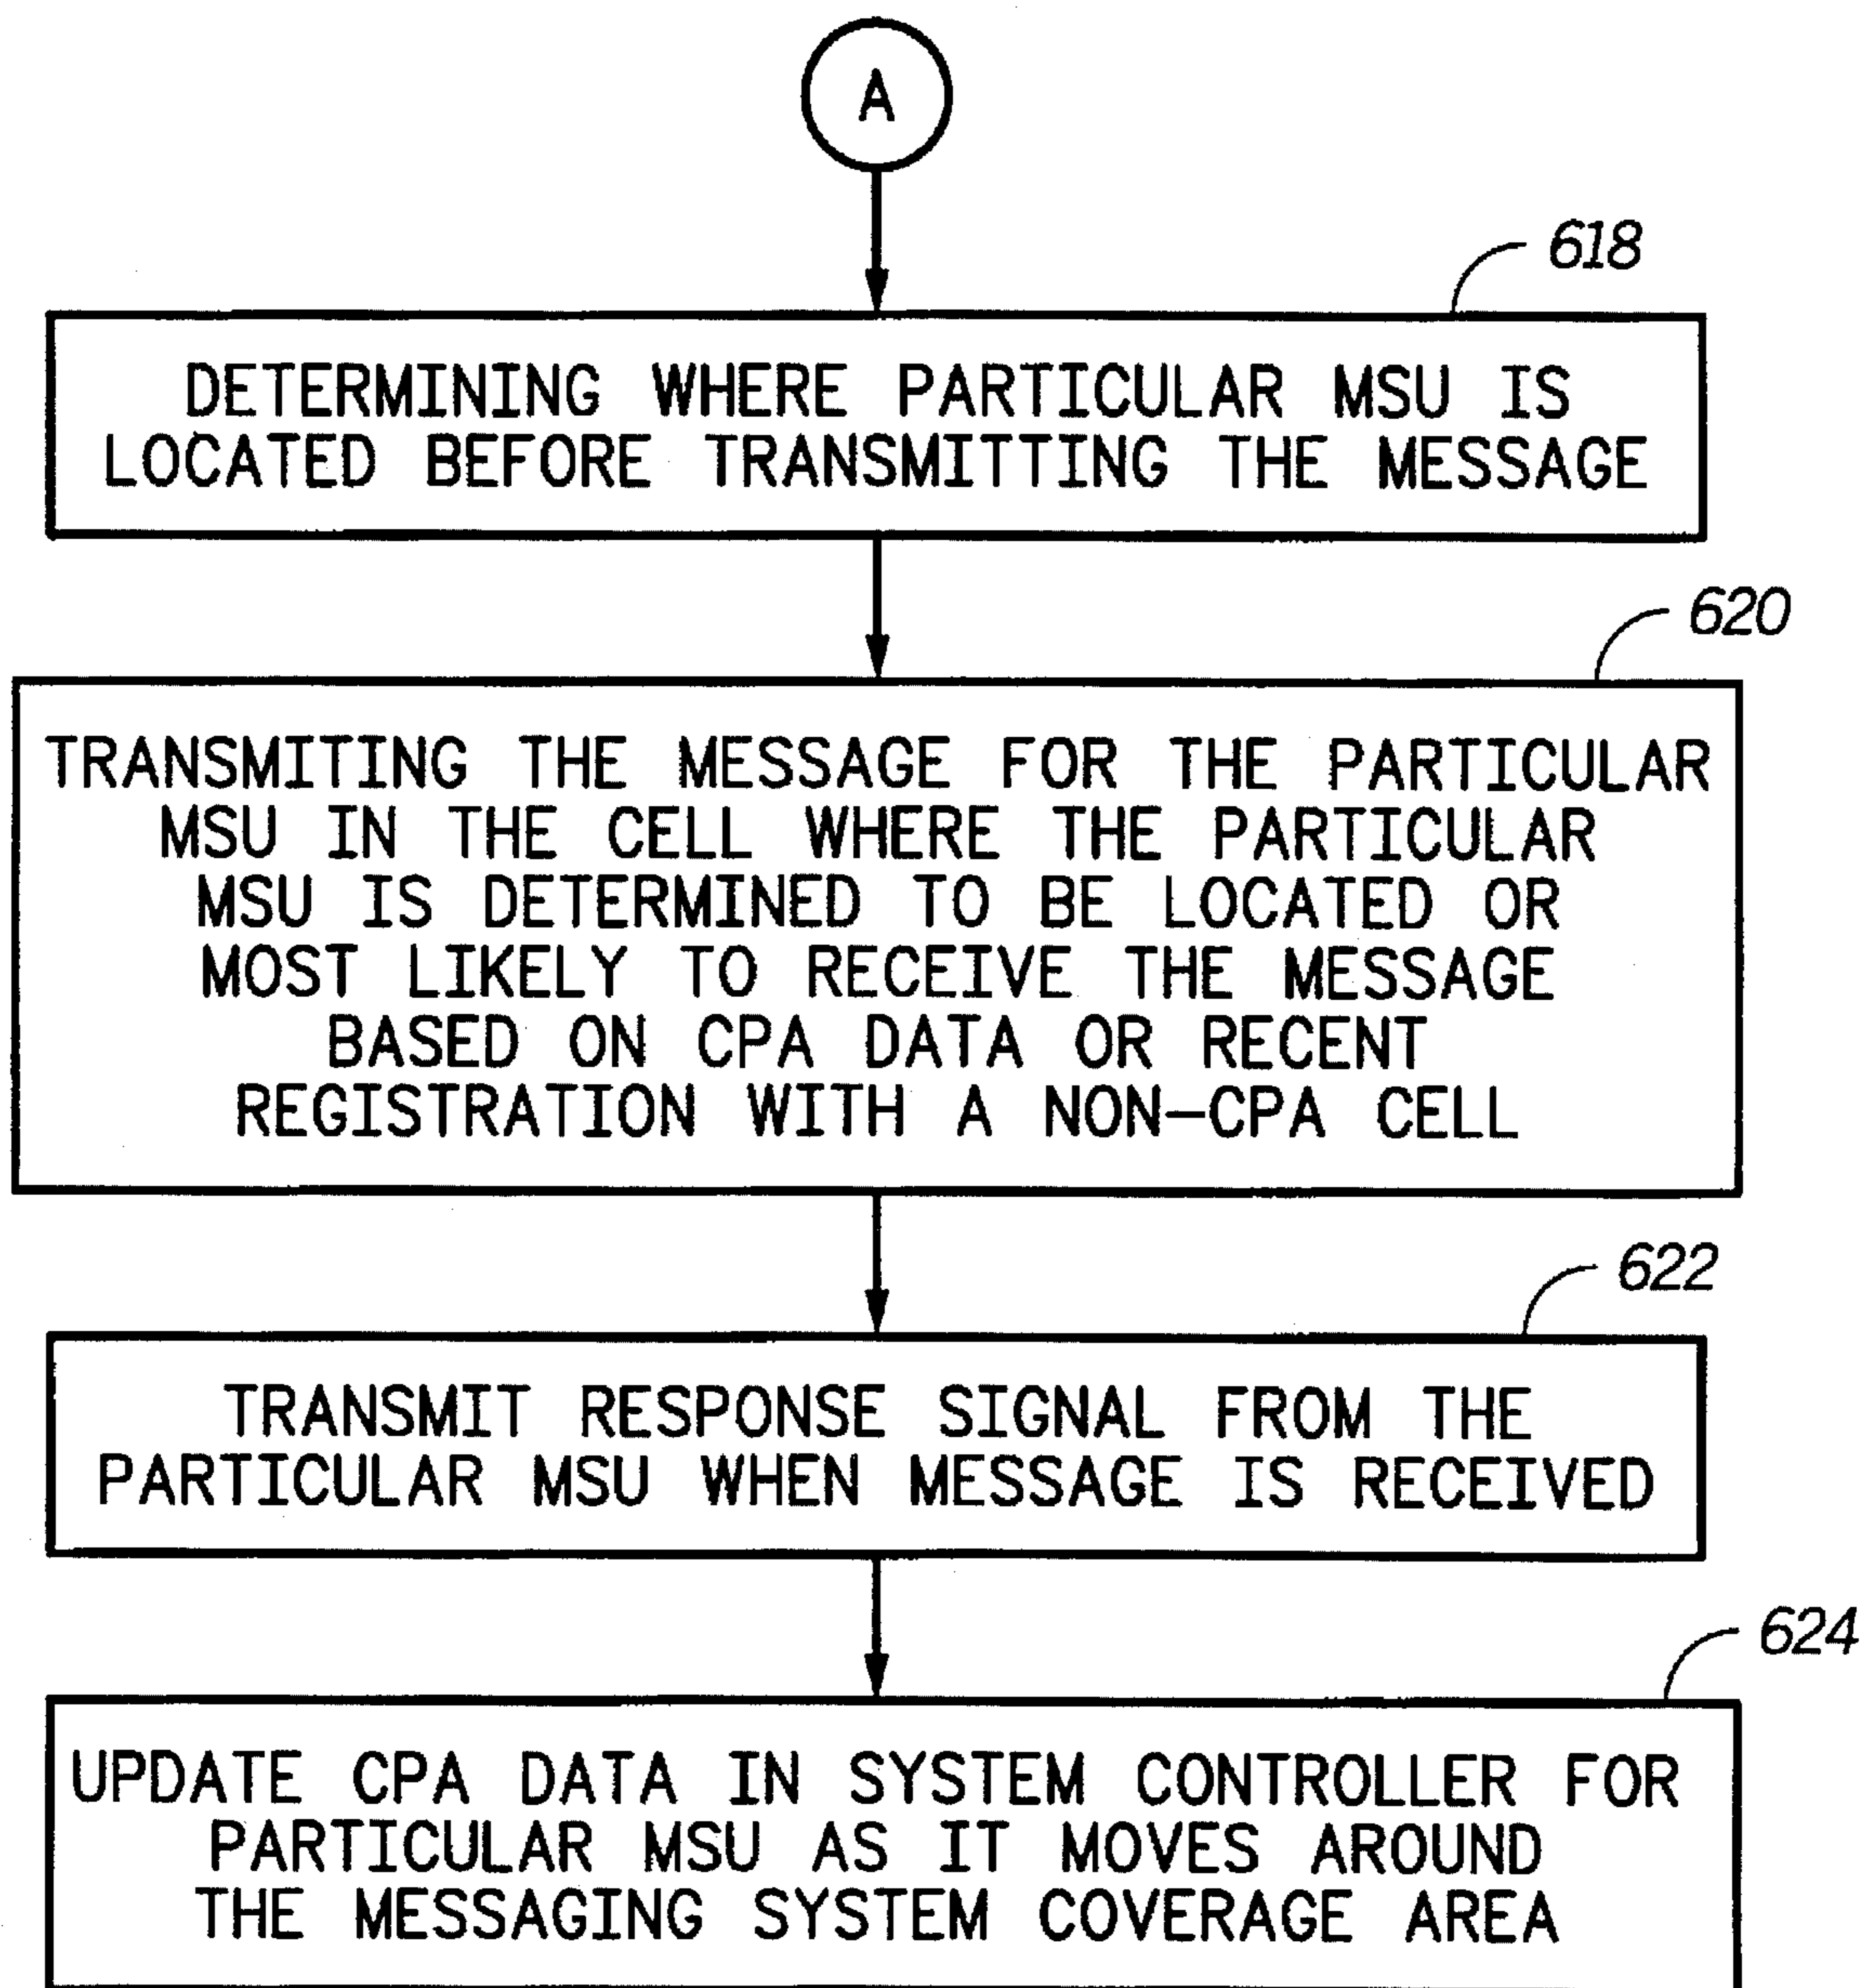 A
618
DETERMINING WHERE PARTICULAR MSU IS
LOCATED BEFORE TRANSMITTING THE MESSAGE
620
TRANSMITING THE MESSAGE FOR THE PARTICULAR
MSU IN THE CELL WHERE THE PARTICULAR
MSU IS DETERMINED TO BE LOCATED OR
MOST LIKELY TO RECEIVE THE MESSAGE
BASED ON CPA DATA OR RECENT
REGISTRATION WITH A NON-CPA CELL
622
TRANSMIT RESPONSE SIGNAL FROM THE
PARTICULAR MSU WHEN MESSAGE IS RECEIVED
624
UPDATE CPA DATA IN SYSTEM CONTROLLER FOR
PARTICULAR MSU AS IT MOVES AROUND
THE MESSAGING SYSTEM COVERAGE AREA